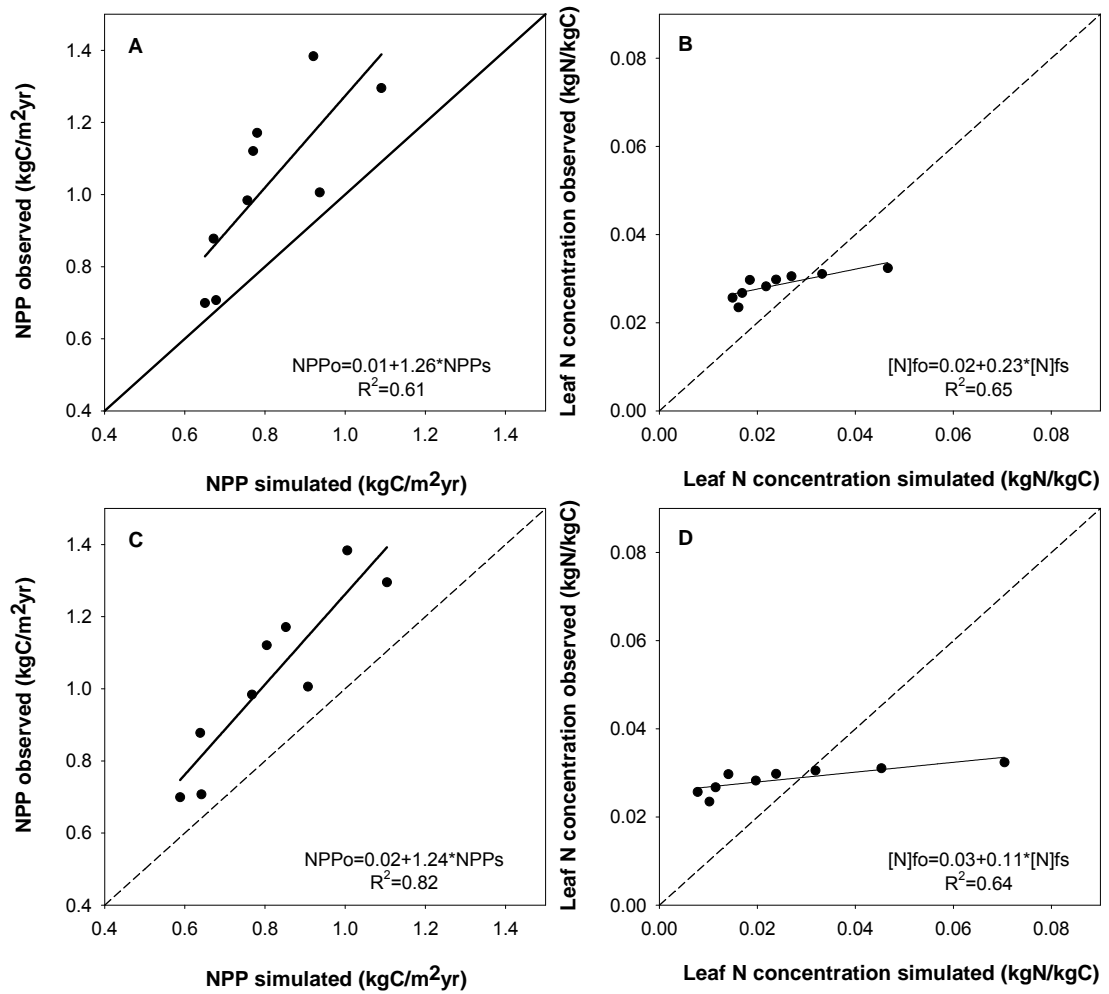 A
NPP observed (kgC/m²yr)
1.4
1.2
1.0
0.8
0.6
0.4
NPPo=0.01+1.26*NPPs
R²=0.61
0.4 0.6 0.8 1.0 1.2 1.4
NPP simulated (kgC/m²yr)
B
Leaf N concentration observed (kgN/kgC)
0.08
0.06
0.04
0.02
0.00
[N]fo=0.02+0.23*[N]fs
R²=0.65
0.00 0.02 0.04 0.06 0.08
Leaf N concentration simulated (kgN/kgC)
C
NPP observed (kgC/m²yr)
1.4
1.2
1.0
0.8
0.6
0.4
NPPo=0.02+1.24*NPPs
R²=0.82
0.4 0.6 0.8 1.0 1.2 1.4
NPP simulated (kgC/m²yr)
D
Leaf N concentration observed (kgN/kgC)
0.08
0.06
0.04
0.02
0.00
[N]fo=0.03+0.11*[N]fs
R²=0.64
0.00 0.02 0.04 0.06 0.08
Leaf N concentration simulated (kgN/kgC)